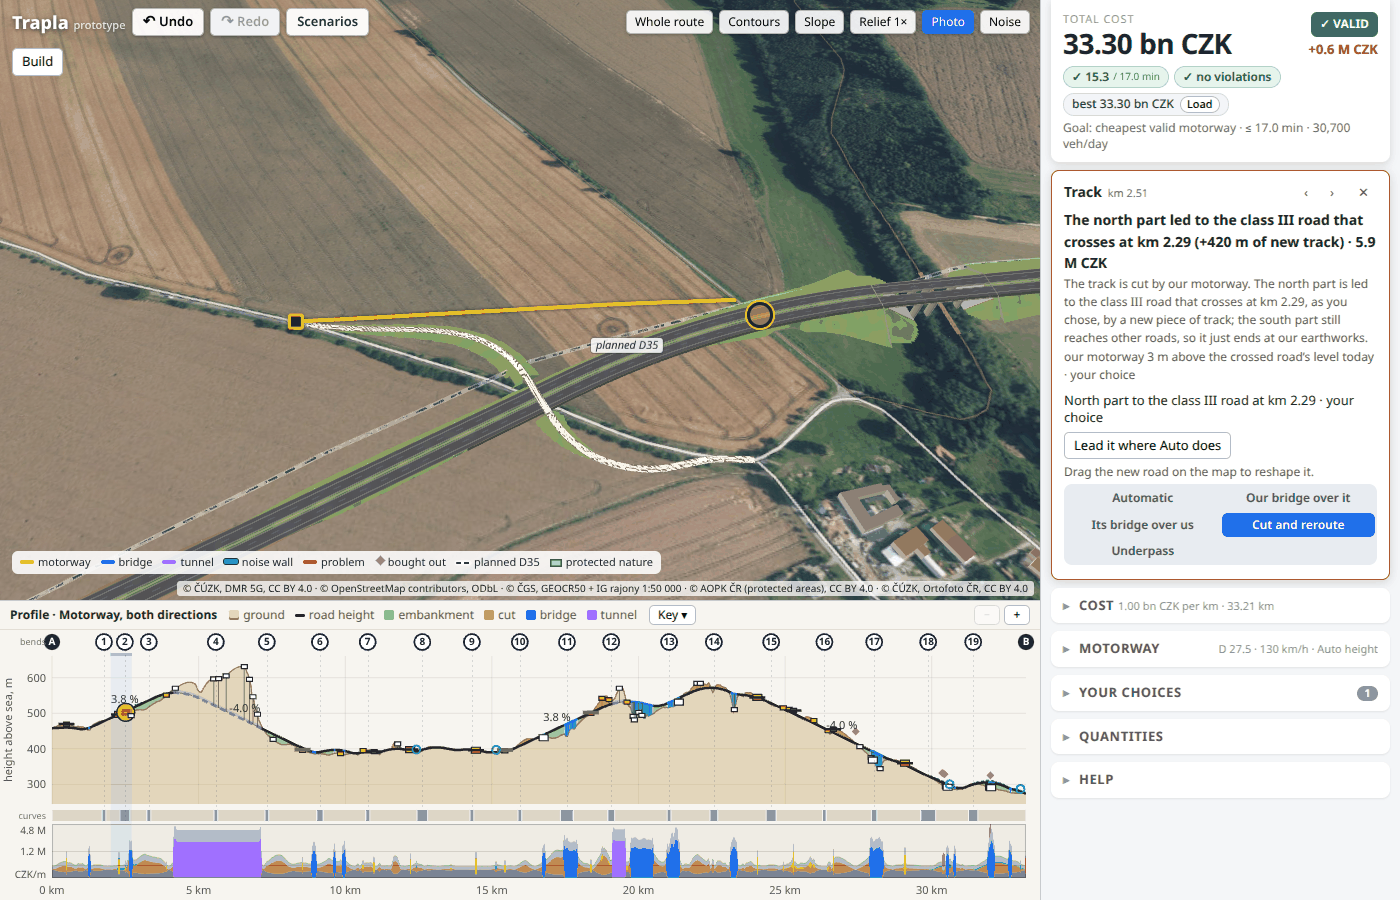 Trapla prototype
↶ Undo
↷ Redo
Scenarios
Whole route
Contours
Slope
Relief 1×
Photo
Noise
Build
planned D35
motorway
bridge
tunnel
noise wall
problem
bought out
planned D35
protected nature
© ČÚZK, DMR 5G, CC BY 4.0 · © OpenStreetMap contributors, ODbL · © ČGS, GEOCR50 + IG rajony 1:50 000 · © AOPK ČR (protected areas), CC BY 4.0 · © ČÚZK, Ortofoto ČR, CC BY 4.0
TOTAL COST
33.30 bn CZK
✓ VALID
+0.6 M CZK
✓ 15.3 / 17.0 min
✓ no violations
best 33.30 bn CZK Load
Goal: cheapest valid motorway · ≤ 17.0 min · 30,700
veh/day
Track km 2.51
‹ › ✕
The north part led to the class III road that
crosses at km 2.29 (+420 m of new track) · 5.9
M CZK
The track is cut by our motorway. The north part is led
to the class III road that crosses at km 2.29, as you
chose, by a new piece of track; the south part still
reaches other roads, so it just ends at our earthworks.
our motorway 3 m above the crossed road's level today
· your choice
North part to the class III road at km 2.29 · your
choice
Lead it where Auto does
Drag the new road on the map to reshape it.
Automatic
Our bridge over it
Its bridge over us
Cut and reroute
Underpass
▶ COST 1.00 bn CZK per km · 33.21 km
▶ MOTORWAY D 27.5 · 130 km/h · Auto height
▶ YOUR CHOICES 1
▶ QUANTITIES
▶ HELP
Profile · Motorway, both directions
ground
road height
embankment
cut
bridge
tunnel
Key ▾
− +
bends A 1 2 3 4 5 6 7 8 9 10 11 12 13 14 15 16 17 18 19 B
height above sea, m
600
500
400
300
3.8 %
-4.0 %
3.8 %
-4.0 %
curves
4.8 M
1.2 M
CZK/m
0 km 5 km 10 km 15 km 20 km 25 km 30 km